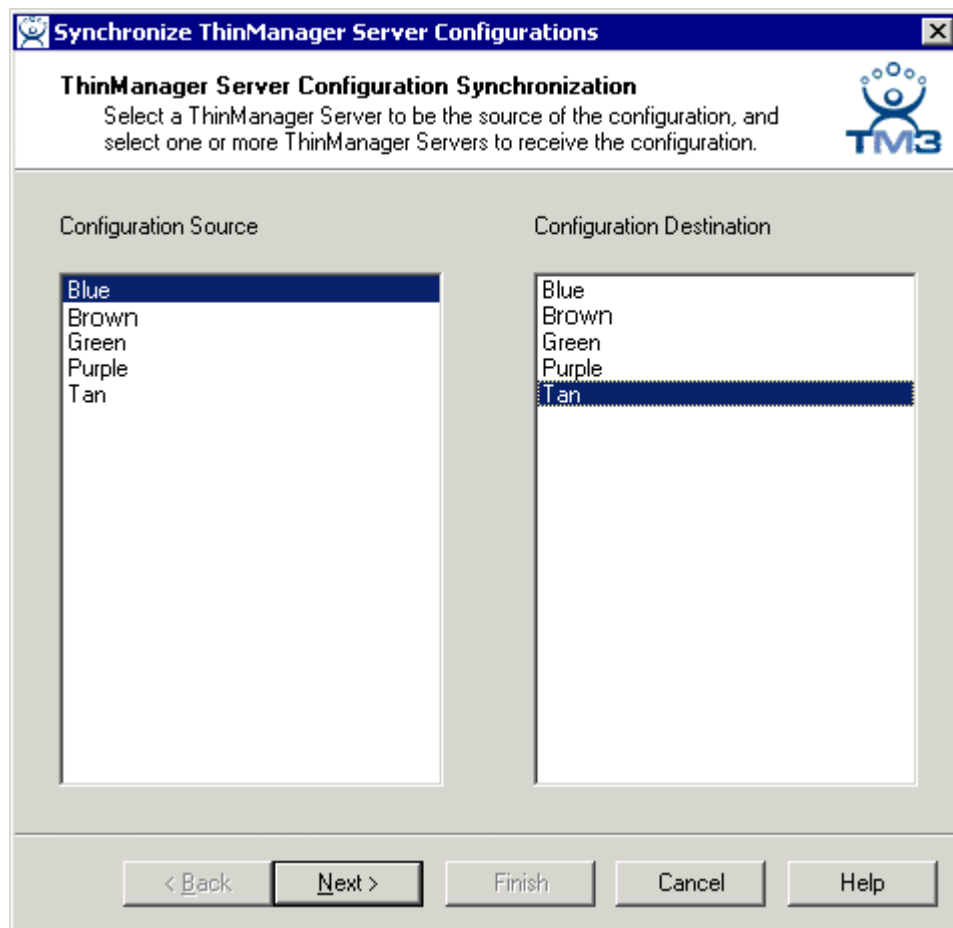 Synchronize ThinManager Server Configurations
ThinManager Server Configuration Synchronization
Select a ThinManager Server to be the source of the configuration, and
select one or more ThinManager Servers to receive the configuration.
TM3
Configuration Source
Blue
Brown
Green
Purple
Tan
Configuration Destination
Blue
Brown
Green
Purple
Tan
< Back
Next >
Finish
Cancel
Help